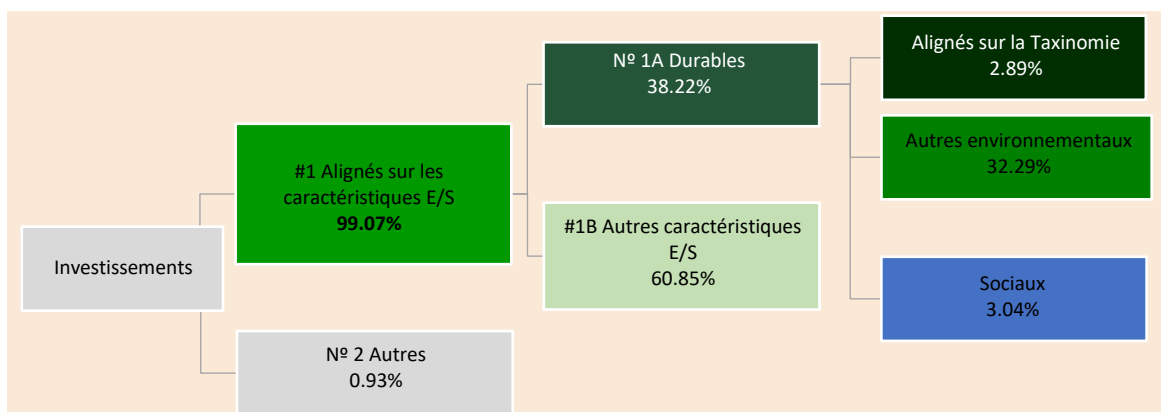 Investissements
#1 Alignés sur les
caractéristiques E/S
99.07%
Nº 2 Autres
0.93%
Nº 1A Durables
38.22%
#1B Autres caractéristiques
E/S
60.85%
Alignés sur la Taxinomie
2.89%
Autres environnementaux
32.29%
Sociaux
3.04%